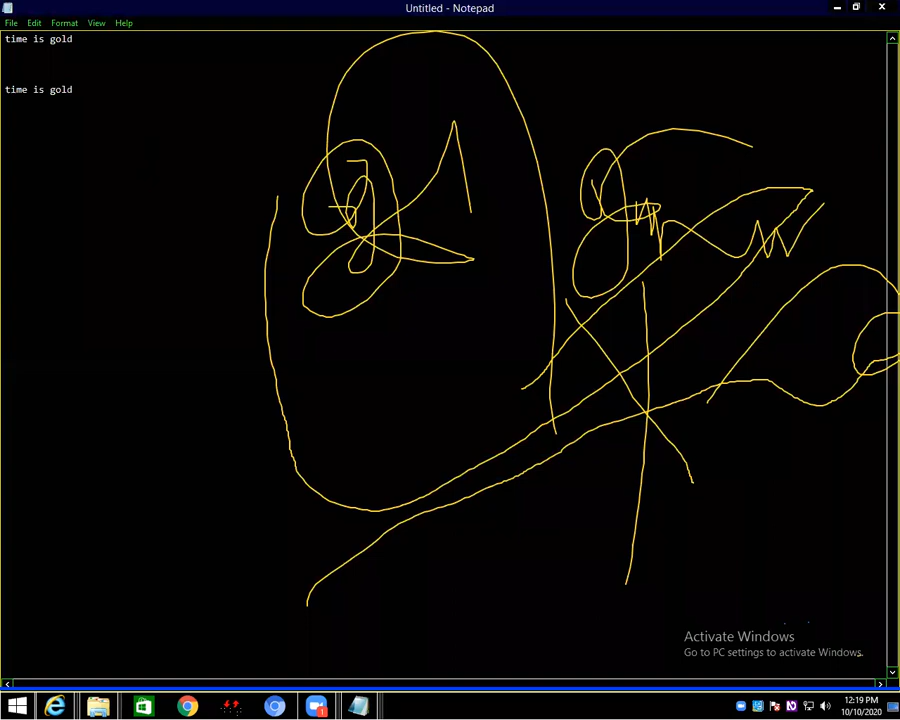 Untitled - Notepad
File Edit Format View Help
time is gold
time is gold
Activate Windows
Go to PC settings to activate Windows.
12:19 PM
10/10/2020